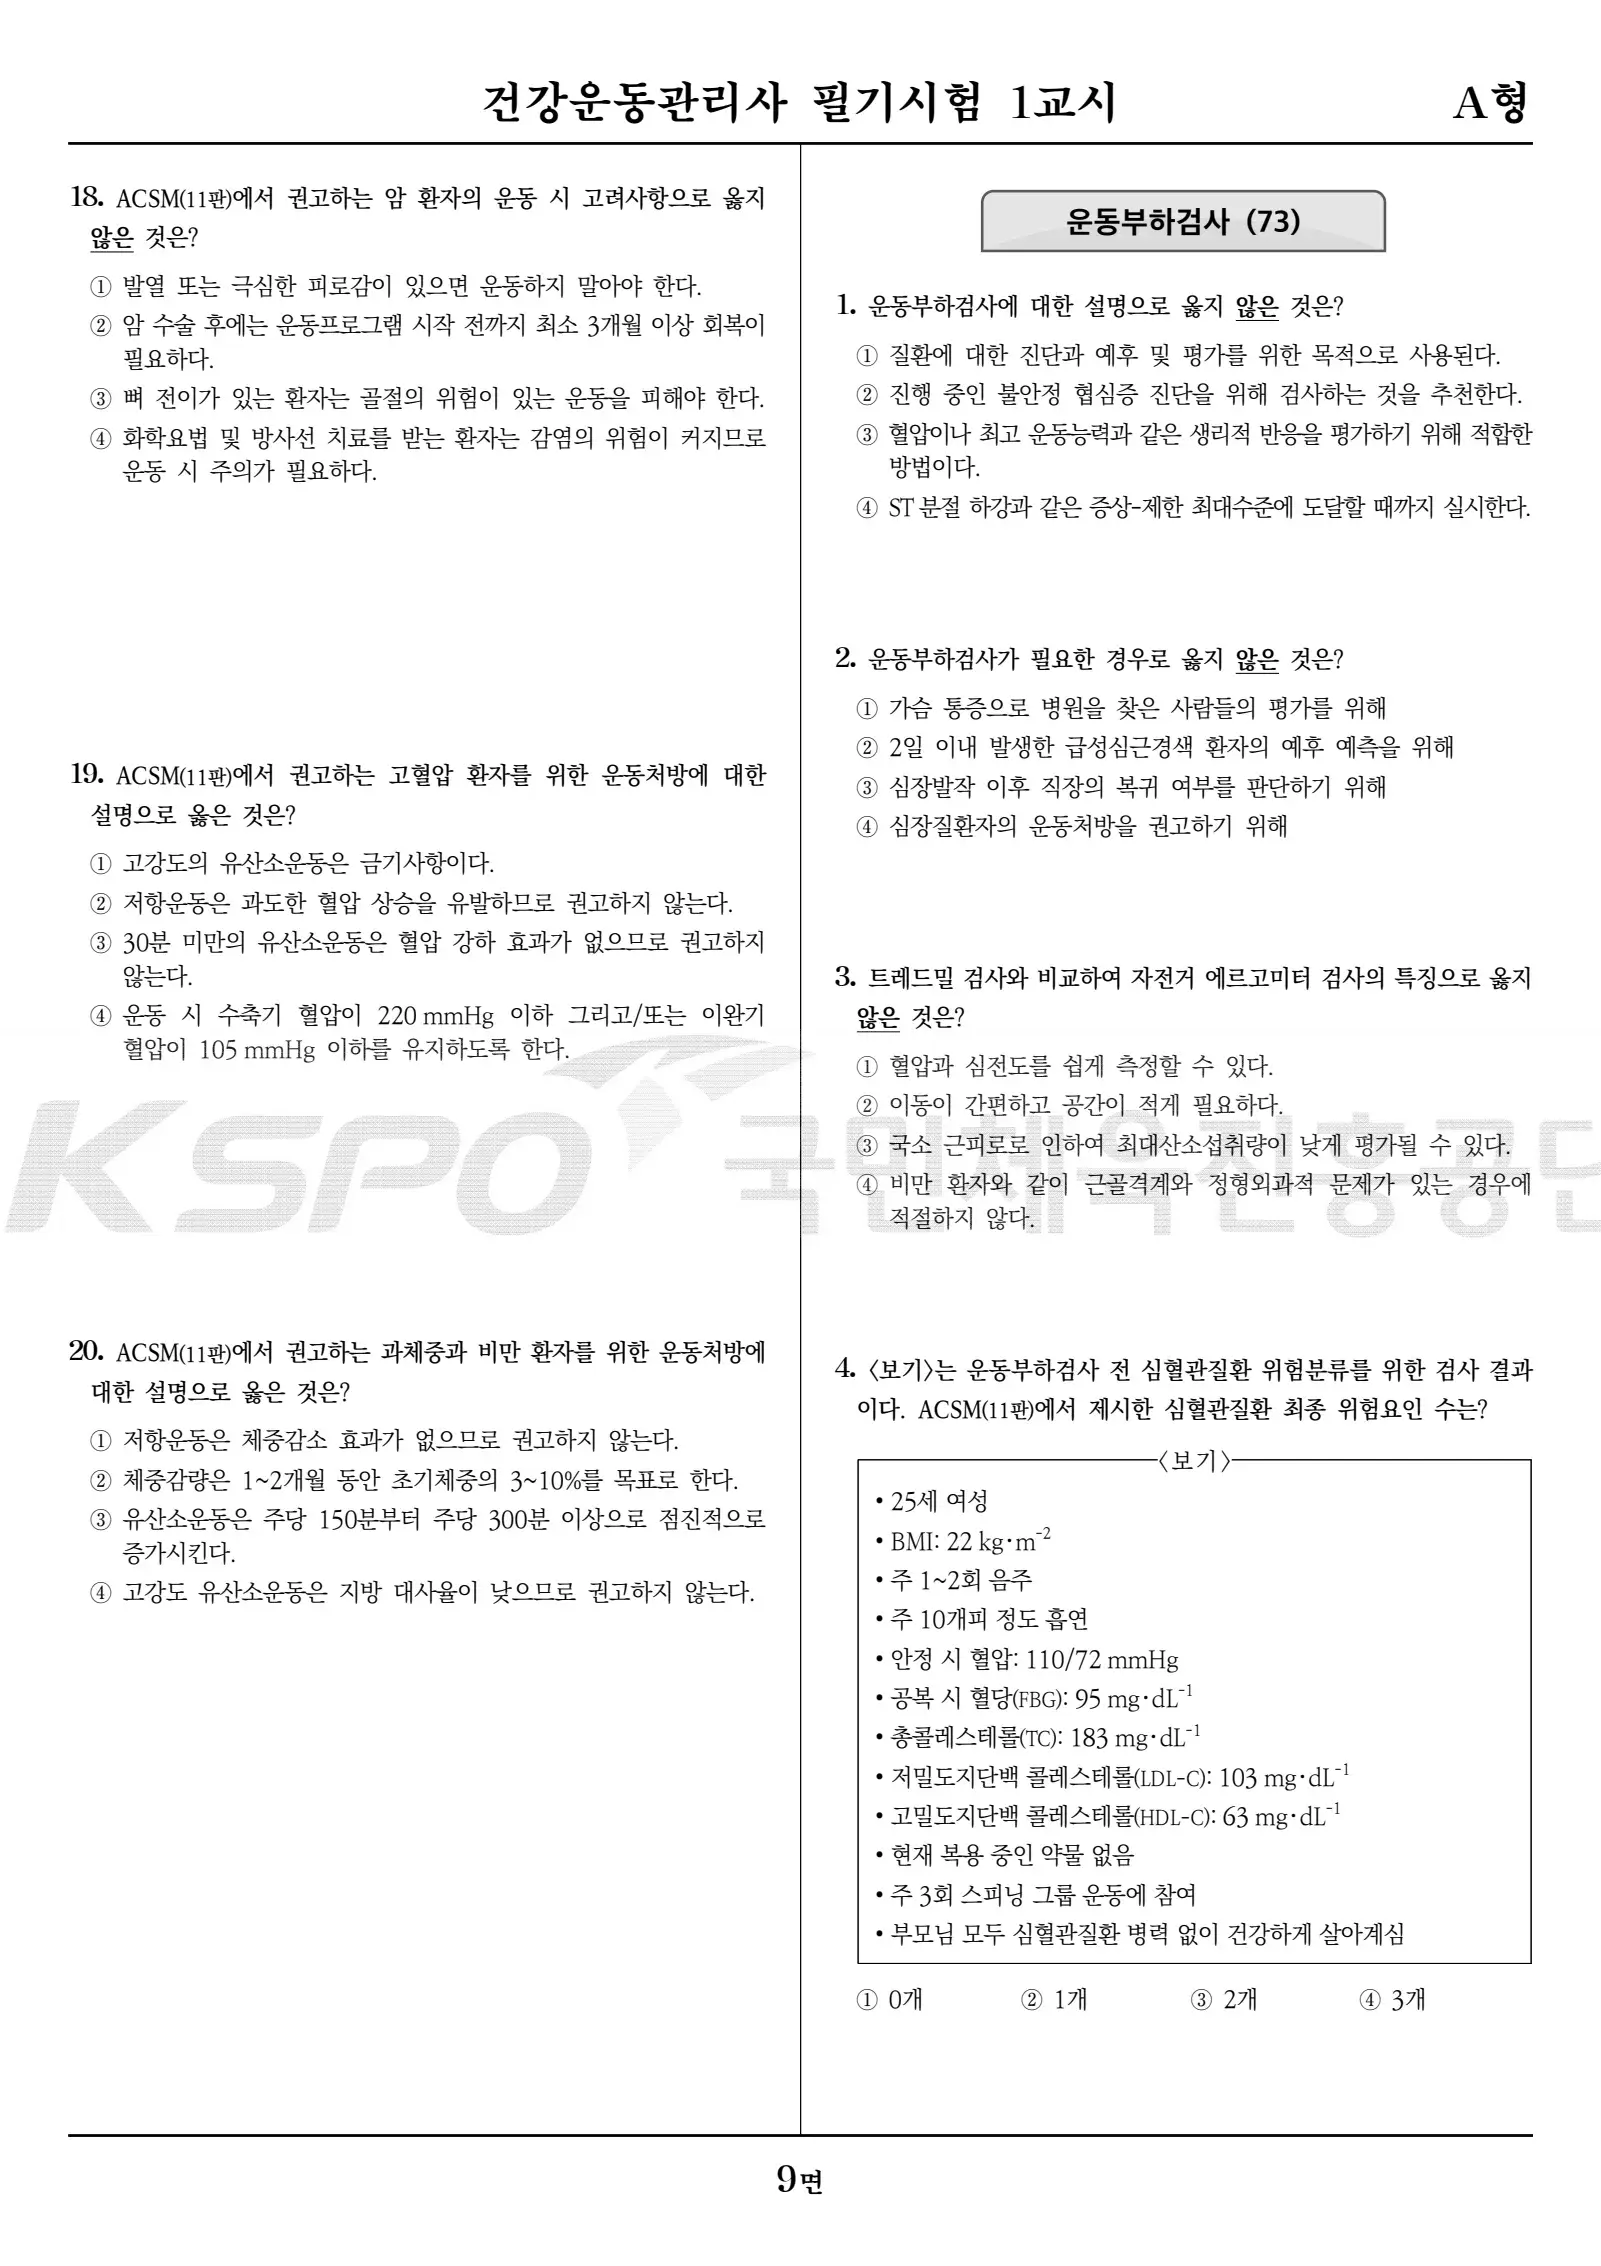 건강운동관리사 필기시험 1교시
A형
18. ACSM(11판)에서 권고하는 암 환자의 운동 시 고려사항으로 옳지
않은 것은?
① 발열 또는 극심한 피로감이 있으면 운동하지 말아야 한다.
② 암 수술 후에는 운동프로그램 시작 전까지 최소 3개월 이상 회복이
필요하다.
③ 뼈 전이가 있는 환자는 골절의 위험이 있는 운동을 피해야 한다.
④ 화학요법 및 방사선 치료를 받는 환자는 감염의 위험이 커지므로
운동 시 주의가 필요하다.
19. ACSM(11판)에서 권고하는 고혈압 환자를 위한 운동처방에 대한
설명으로 옳은 것은?
① 고강도의 유산소운동은 금기사항이다.
② 저항운동은 과도한 혈압 상승을 유발하므로 권고하지 않는다.
③ 30분 미만의 유산소운동은 혈압 강하 효과가 없으므로 권고하지
않는다.
④ 운동 시 수축기 혈압이 220 mmHg 이하 그리고/또는 이완기
혈압이 105 mmHg 이하를 유지하도록 한다.
20. ACSM(11판)에서 권고하는 과체중과 비만 환자를 위한 운동처방에
대한 설명으로 옳은 것은?
① 저항운동은 체중감소 효과가 없으므로 권고하지 않는다.
② 체중감량은 1~2개월 동안 초기체중의 3~10%를 목표로 한다.
③ 유산소운동은 주당 150분부터 주당 300분 이상으로 점진적으로
증가시킨다.
④ 고강도 유산소운동은 지방 대사율이 낮으므로 권고하지 않는다.
운동부하검사 (73)
1. 운동부하검사에 대한 설명으로 옳지 않은 것은?
① 질환에 대한 진단과 예후 및 평가를 위한 목적으로 사용된다.
② 진행 중인 불안정 협심증 진단을 위해 검사하는 것을 추천한다.
③ 혈압이나 최고 운동능력과 같은 생리적 반응을 평가하기 위해 적합한
방법이다.
④ ST 분절 하강과 같은 증상-제한 최대수준에 도달할 때까지 실시한다.
2. 운동부하검사가 필요한 경우로 옳지 않은 것은?
① 가슴 통증으로 병원을 찾은 사람들의 평가를 위해
② 2일 이내 발생한 급성심근경색 환자의 예후 예측을 위해
③ 심장발작 이후 직장의 복귀 여부를 판단하기 위해
④ 심장질환자의 운동처방을 권고하기 위해
3. 트레드밀 검사와 비교하여 자전거 에르고미터 검사의 특징으로 옳지
않은 것은?
① 혈압과 심전도를 쉽게 측정할 수 있다.
② 이동이 간편하고 공간이 적게 필요하다.
③ 국소 근피로로 인하여 최대산소섭취량이 낮게 평가될 수 있다.
④ 비만 환자와 같이 근골격계와 정형외과적 문제가 있는 경우에
적절하지 않다.
4. 〈보기〉는 운동부하검사 전 심혈관질환 위험분류를 위한 검사 결과
이다. ACSM(11판)에서 제시한 심혈관질환 최종 위험요인 수는?
〈보기〉
• 25세 여성
• BMI: 22 kg·m⁻²
• 주 1~2회 음주
• 주 10개피 정도 흡연
• 안정 시 혈압: 110/72 mmHg
• 공복 시 혈당(FBG): 95 mg·dL⁻¹
• 총콜레스테롤(TC): 183 mg·dL⁻¹
• 저밀도지단백 콜레스테롤(LDL-C): 103 mg·dL⁻¹
• 고밀도지단백 콜레스테롤(HDL-C): 63 mg·dL⁻¹
• 현재 복용 중인 약물 없음
• 주 3회 스피닝 그룹 운동에 참여
• 부모님 모두 심혈관질환 병력 없이 건강하게 살아계심
① 0개 ② 1개 ③ 2개 ④ 3개
KSPO 국민체육진흥공단
9면